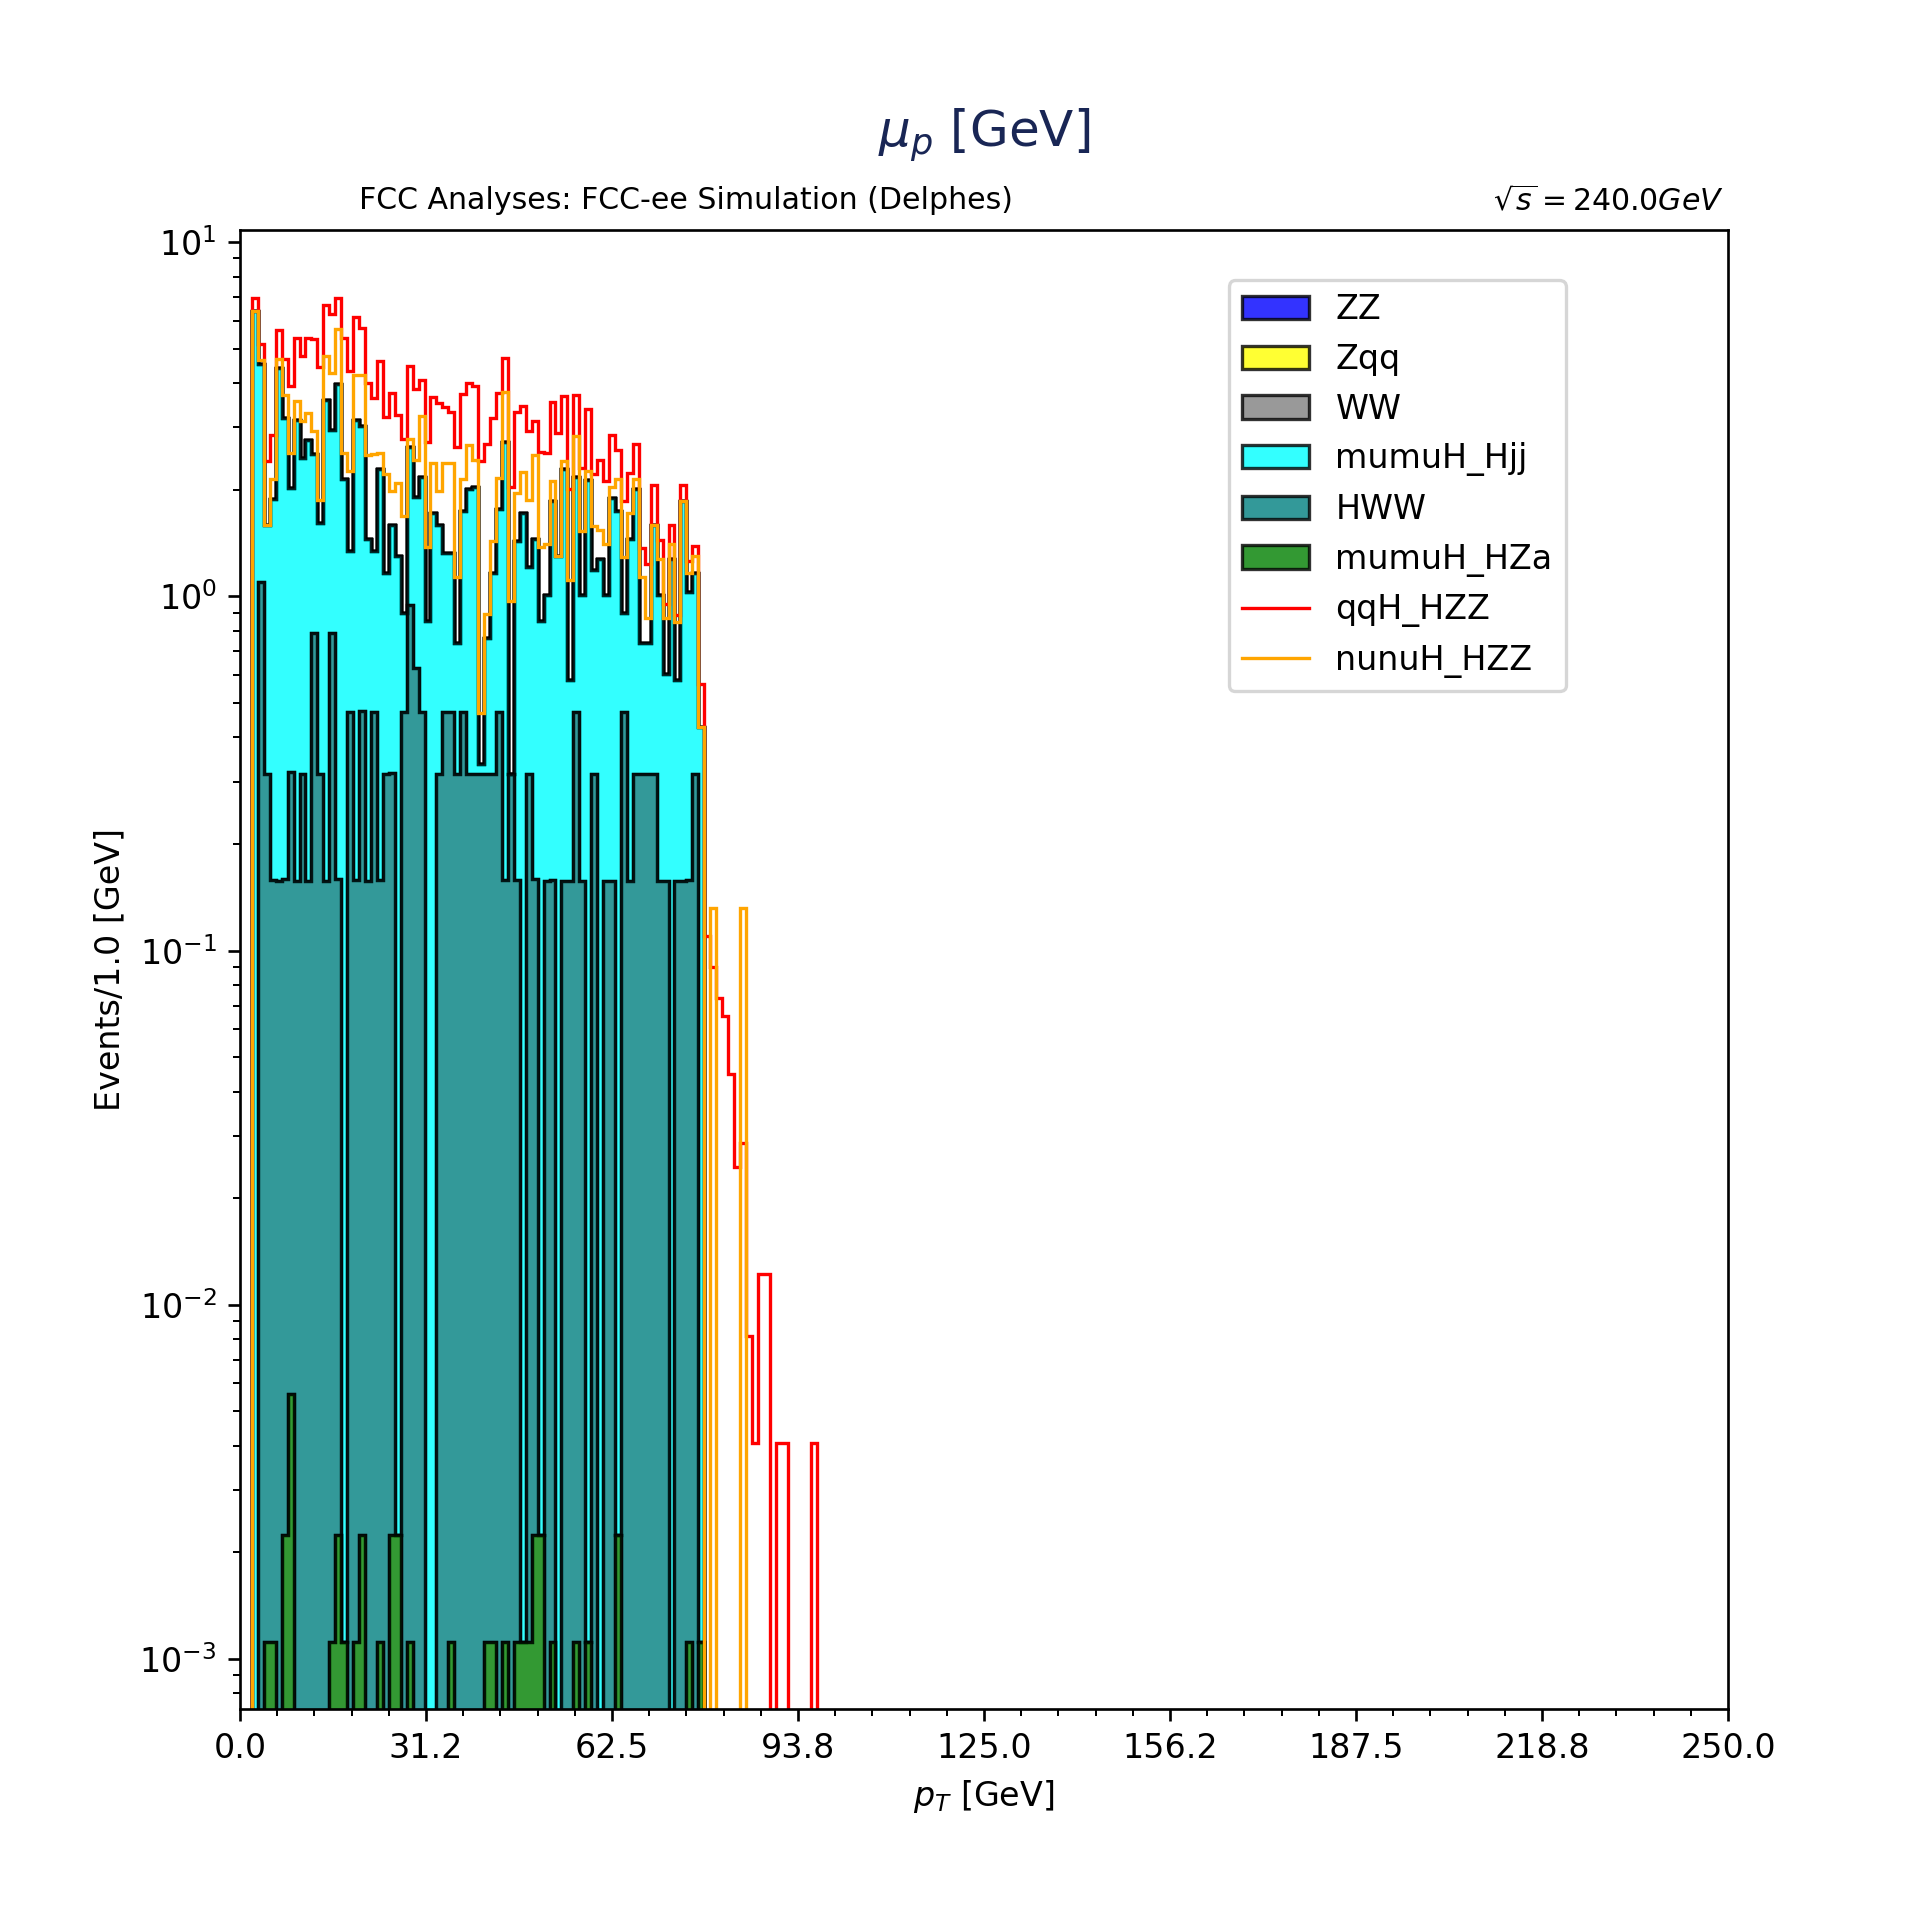 μ_p [GeV]
FCC Analyses: FCC-ee Simulation (Delphes)
√s = 240.0GeV
10^1
10^0
10^−1
10^−2
10^−3
Events/1.0 [GeV]
ZZ
Zqq
WW
mumuH_Hjj
HWW
mumuH_HZa
qqH_HZZ
nunuH_HZZ
0.0 31.2 62.5 93.8 125.0 156.2 187.5 218.8 250.0
p_T [GeV]